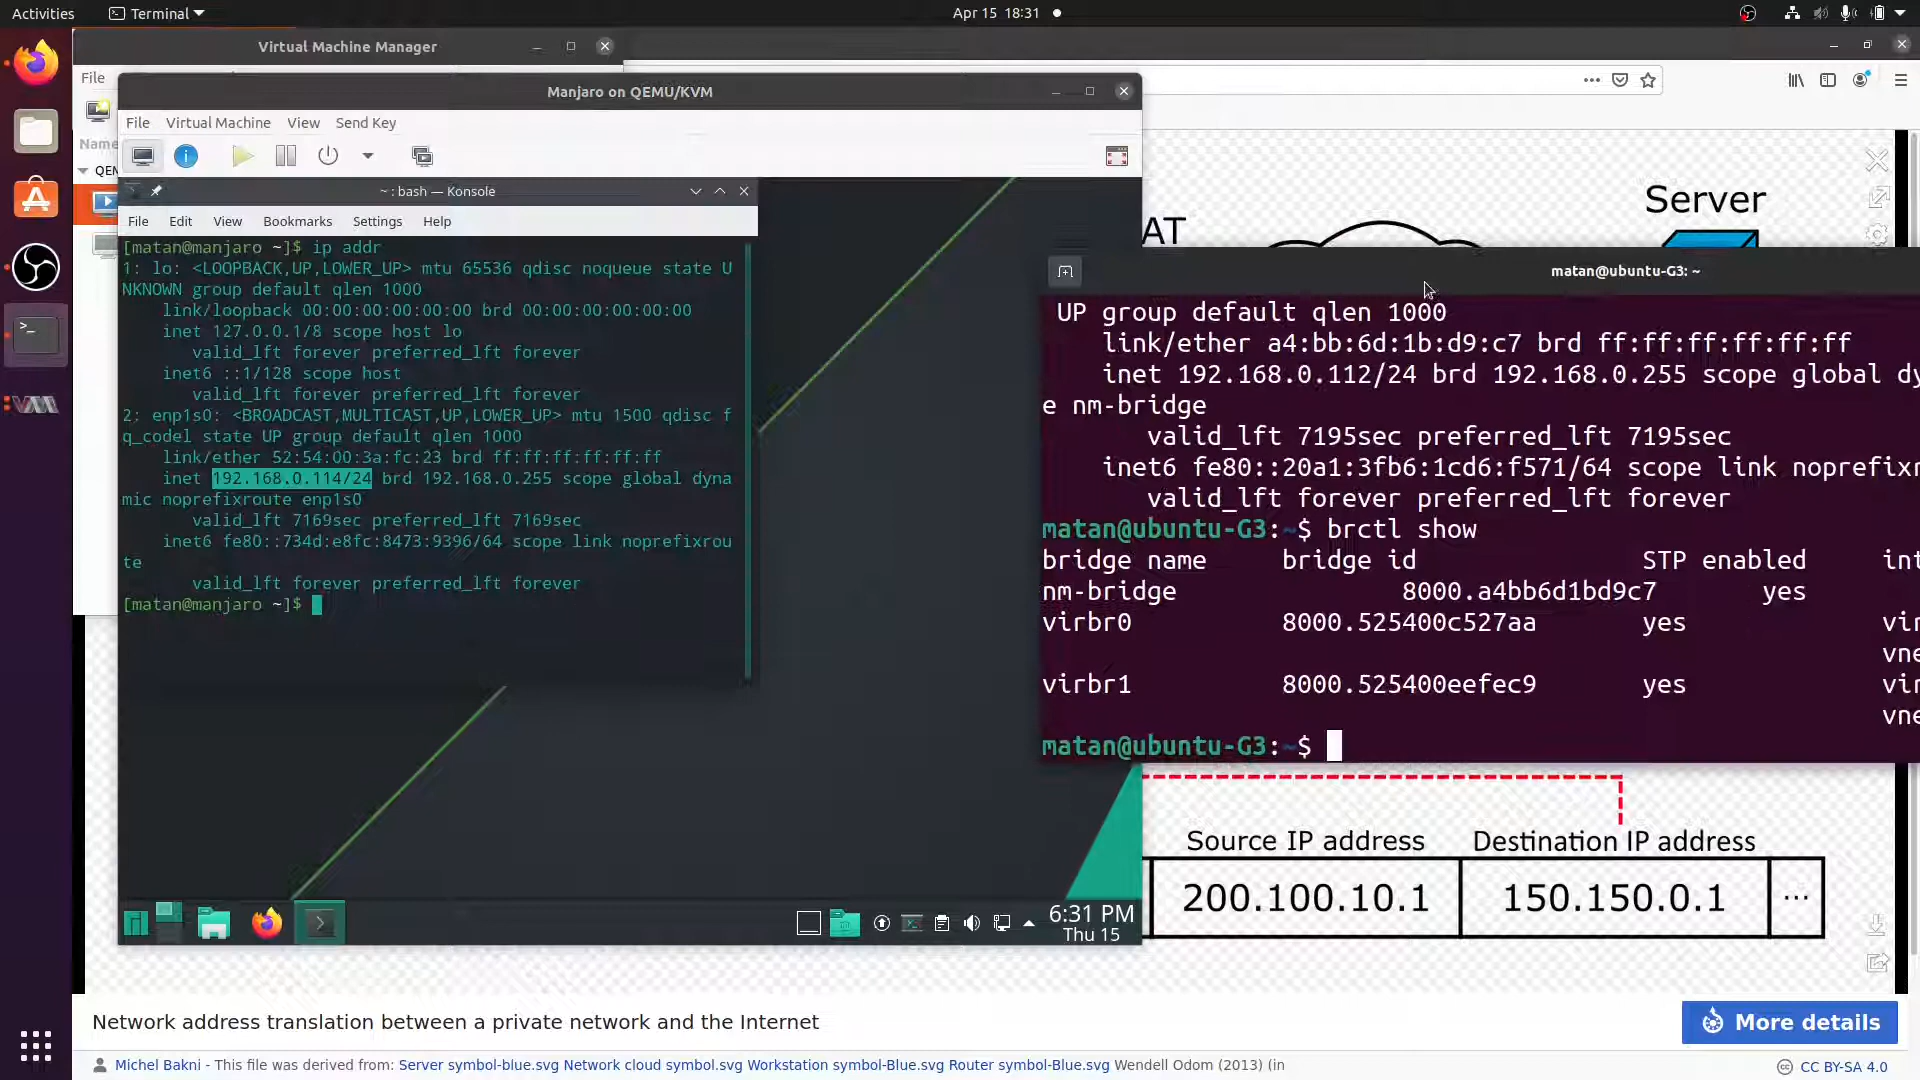 Activities
Terminal
Apr 15 18:31
Virtual Machine Manager
File
Name
QEM
Manjaro on QEMU/KVM
File Virtual Machine View Send Key
~ : bash — Konsole
File Edit View Bookmarks Settings Help
[matan@manjaro ~]$ ip addr
1: lo: <LOOPBACK,UP,LOWER_UP> mtu 65536 qdisc noqueue state U
NKNOWN group default qlen 1000
link/loopback 00:00:00:00:00:00 brd 00:00:00:00:00:00
inet 127.0.0.1/8 scope host lo
valid_lft forever preferred_lft forever
inet6 ::1/128 scope host
valid_lft forever preferred_lft forever
2: enp1s0: <BROADCAST,MULTICAST,UP,LOWER_UP> mtu 1500 qdisc f
q_codel state UP group default qlen 1000
link/ether 52:54:00:3a:fc:23 brd ff:ff:ff:ff:ff:ff
inet 192.168.0.114/24 brd 192.168.0.255 scope global dyna
mic noprefixroute enp1s0
valid_lft 7169sec preferred_lft 7169sec
inet6 fe80::734d:e8fc:8473:9396/64 scope link noprefixrou
te
valid_lft forever preferred_lft forever
[matan@manjaro ~]$
6:31 PM
Thu 15
AT
Server
matan@ubuntu-G3: ~
UP group default qlen 1000
link/ether a4:bb:6d:1b:d9:c7 brd ff:ff:ff:ff:ff:ff
inet 192.168.0.112/24 brd 192.168.0.255 scope global dy
e nm-bridge
valid_lft 7195sec preferred_lft 7195sec
inet6 fe80::20a1:3fb6:1cd6:f571/64 scope link noprefix
valid_lft forever preferred_lft forever
matan@ubuntu-G3:~$ brctl show
bridge name bridge id STP enabled int
nm-bridge 8000.a4bb6d1bd9c7 yes
virbr0 8000.525400c527aa yes vir
vne
virbr1 8000.525400eefec9 yes vir
vne
matan@ubuntu-G3:~$
Source IP address Destination IP address
200.100.10.1 150.150.0.1 ...
Network address translation between a private network and the Internet
More details
Michel Bakni - This file was derived from: Server symbol-blue.svg Network cloud symbol.svg Workstation symbol-Blue.svg Router symbol-Blue.svg Wendell Odom (2013) (in
CC BY-SA 4.0